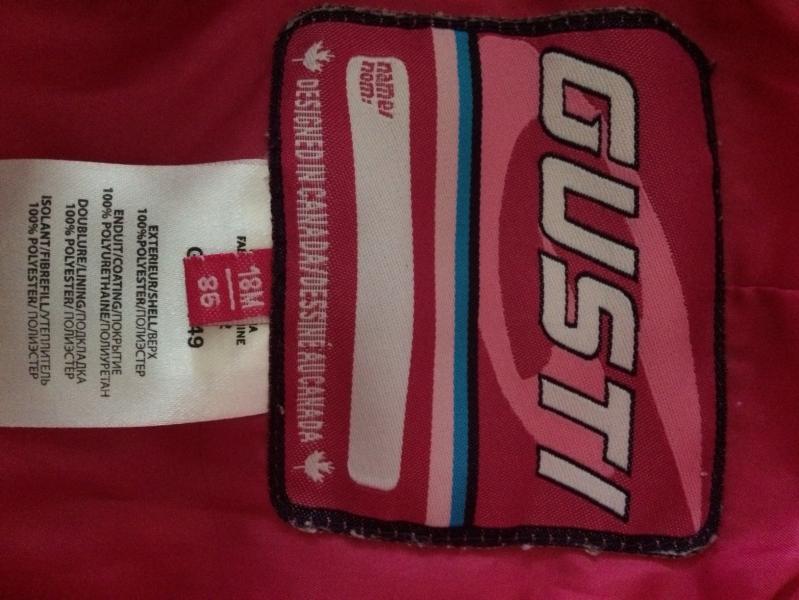 GUSTI
name/
nom:
DESIGNED IN CANADA/DESSINÉ AU CANADA
18M
86
49
EXTERIEUR/SHELL/ВЕРХ
100%POLYESTER/ПОЛИЭСТЕР
ENDUIT/COATING/ПОКРЫТИЕ
100% POLYURETHAINE/ПОЛИУРЕТАН
DOUBLURE/LINING/ПОДКЛАДКА
100% POLYESTER/ПОЛИЭСТЕР
ISOLANT/FIBREFILL/УТЕПЛИТЕЛЬ
100% POLYESTER/ПОЛИЭСТЕР